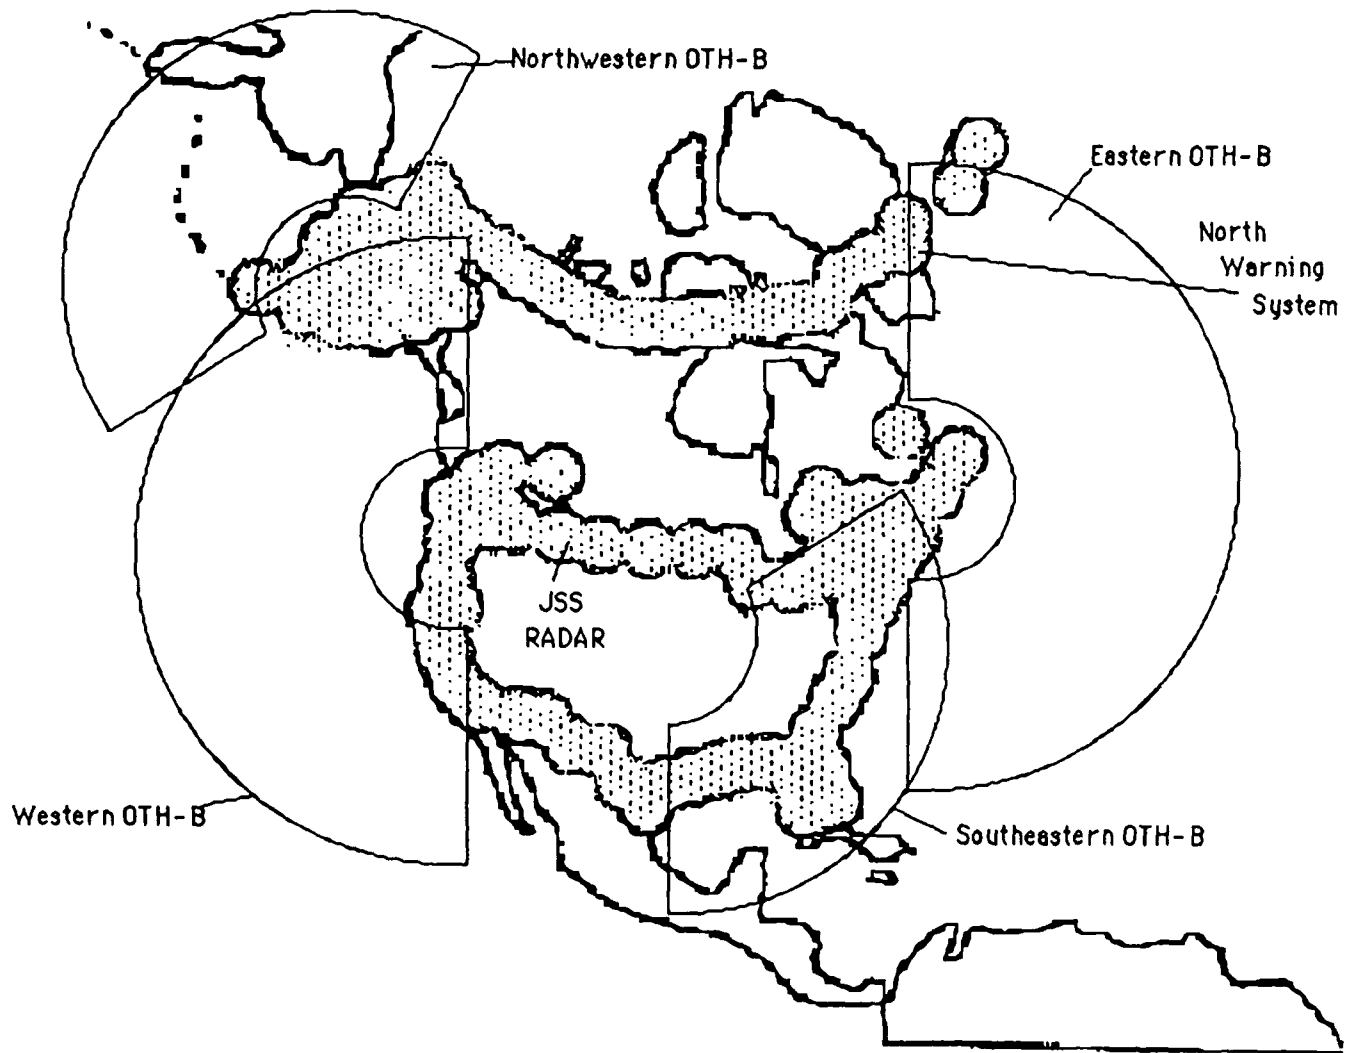 Northwestern OTH-B
Eastern OTH-B
North
Warning
System
JSS
RADAR
Western OTH-B
Southeastern OTH-B